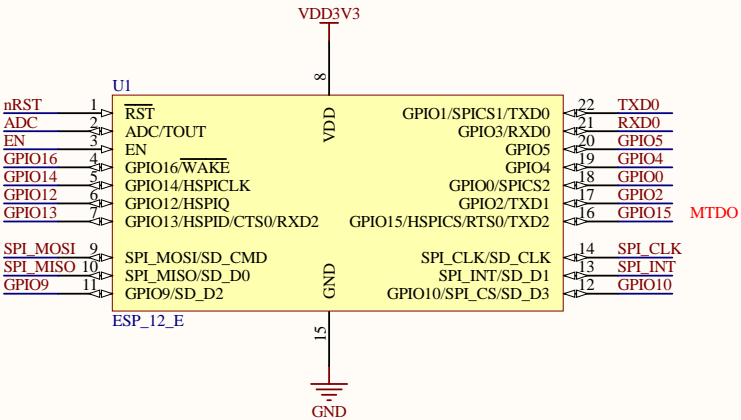 VDD3V3
8
U1
nRST 1 RST VDD GPIO1/SPICS1/TXD0 22 TXD0
ADC 2 ADC/TOUT GPIO3/RXD0 21 RXD0
EN 3 EN GPIO5 20 GPIO5
GPIO16 4 GPIO16/WAKE GPIO4 19 GPIO4
GPIO14 5 GPIO14/HSPICLK GPIO0/SPICS2 18 GPIO0
GPIO12 6 GPIO12/HSPIQ GPIO2/TXD1 17 GPIO2
GPIO13 7 GPIO13/HSPID/CTS0/RXD2 GPIO15/HSPICS/RTS0/TXD2 16 GPIO15 MTDO
SPI_MOSI 9 SPI_MOSI/SD_CMD SPI_CLK/SD_CLK 14 SPI_CLK
SPI_MISO 10 SPI_MISO/SD_D0 GND SPI_INT/SD_D1 13 SPI_INT
GPIO9 11 GPIO9/SD_D2 GPIO10/SPI_CS/SD_D3 12 GPIO10
ESP_12_E
15
GND